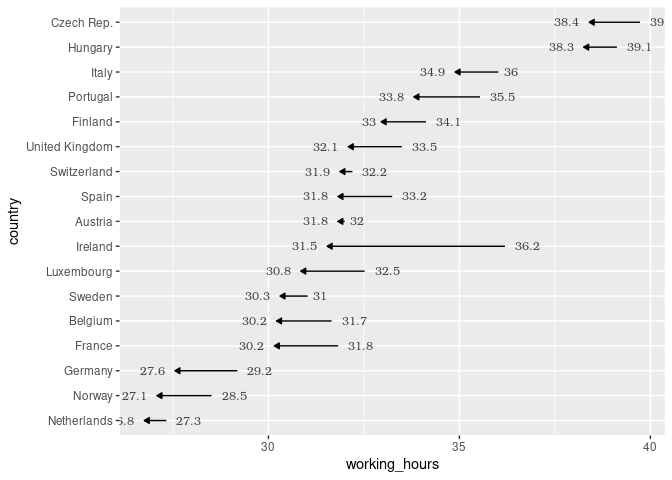 Czech Rep. 38.4 39
Hungary 38.3 39.1
Italy 34.9 36
Portugal 33.8 35.5
Finland 33 34.1
United Kingdom 32.1 33.5
Switzerland 31.9 32.2
Spain 31.8 33.2
Austria 31.8 32
Ireland 31.5 36.2
Luxembourg 30.8 32.5
Sweden 30.3 31
Belgium 30.2 31.7
France 30.2 31.8
Germany 27.6 29.2
Norway 27.1 28.5
Netherlands 27.3
country
30 35 40
working_hours